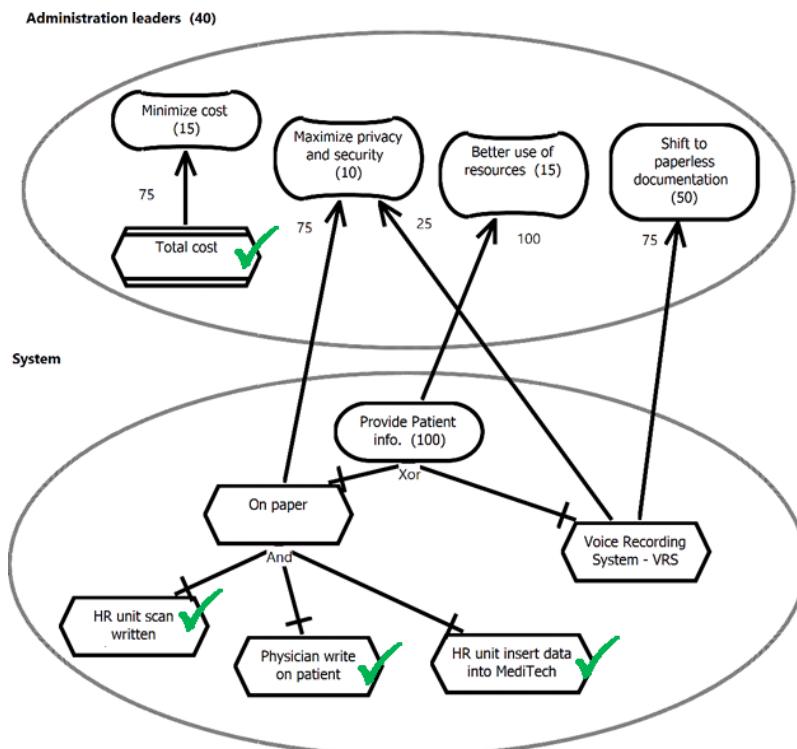 Administration leaders (40)
Minimize cost
(15)
Maximize privacy
and security
(10)
Better use of
resources (15)
Shift to
paperless
documentation
(50)
75
75
25
100
75
Total cost
System
Provide Patient
info. (100)
Xor
On paper
And
Voice Recording
System - VRS
HR unit scan
written
Physician write
on patient
HR unit insert data
into MediTech